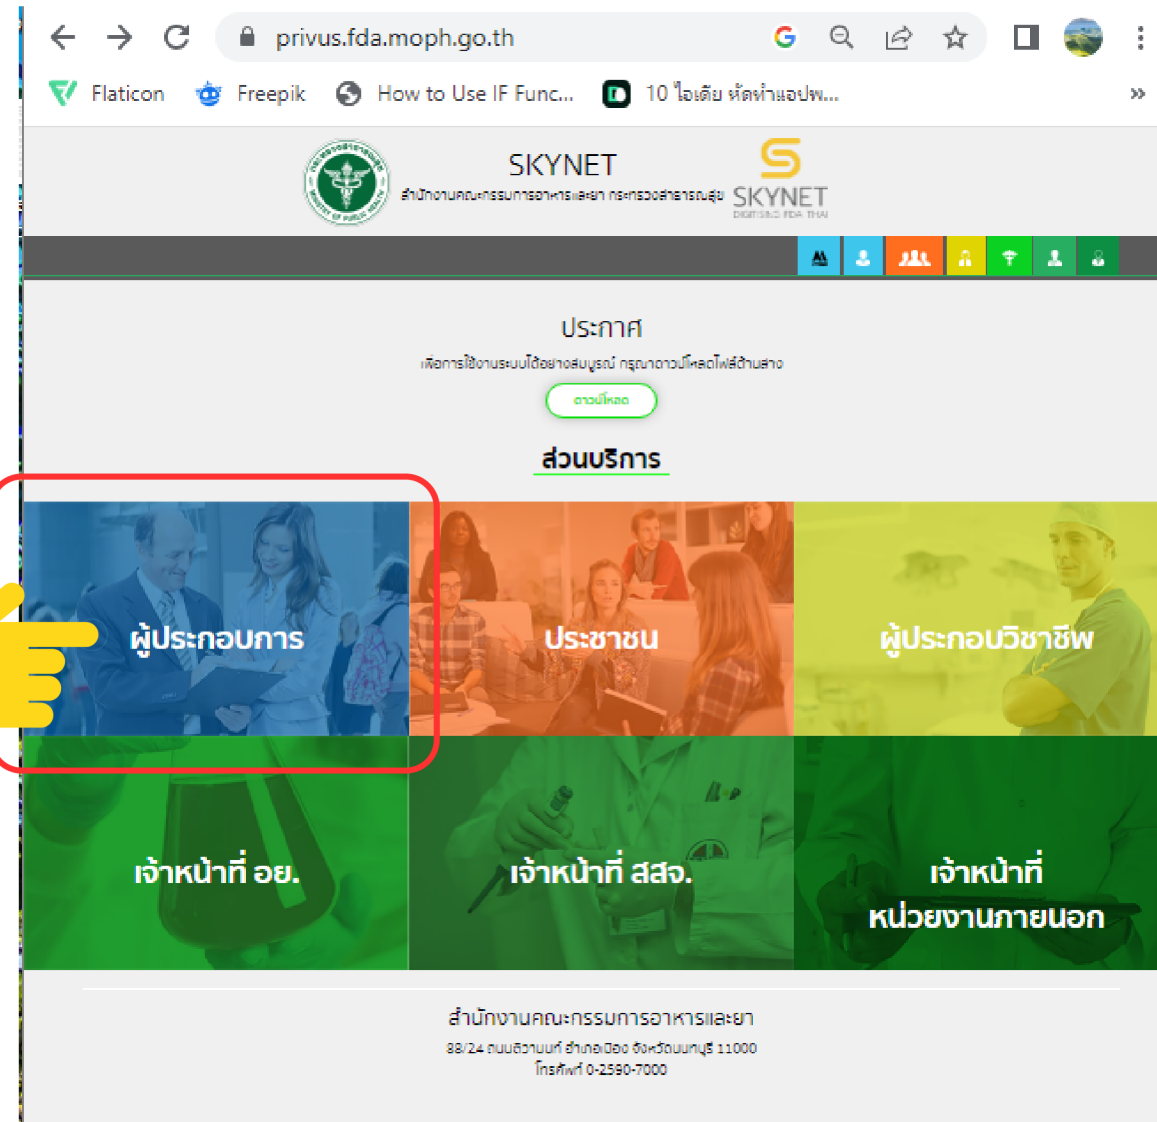 privus.fda.moph.go.th
Flaticon
Freepik
How to Use IF Func...
10 ไอเดีย หัดทำแอปพ...
SKYNET
สำนักงานคณะกรรมการอาหารและยา กระทรวงสาธารณสุข
SKYNET
DIGITISING FDA THAI
ประกาศ
เพื่อการใช้งานระบบได้อย่างสมบูรณ์ กรุณาดาวน์โหลดไฟล์ด้านล่าง
ดาวน์โหลด
ส่วนบริการ
ผู้ประกอบการ
ประชาชน
ผู้ประกอบวิชาชีพ
เจ้าหน้าที่ อย.
เจ้าหน้าที่ สสจ.
เจ้าหน้าที่
หน่วยงานภายนอก
สำนักงานคณะกรรมการอาหารและยา
88/24 ถนนติวานนท์ อำเภอเมือง จังหวัดนนทบุรี 11000
โทรศัพท์ 0-2590-7000